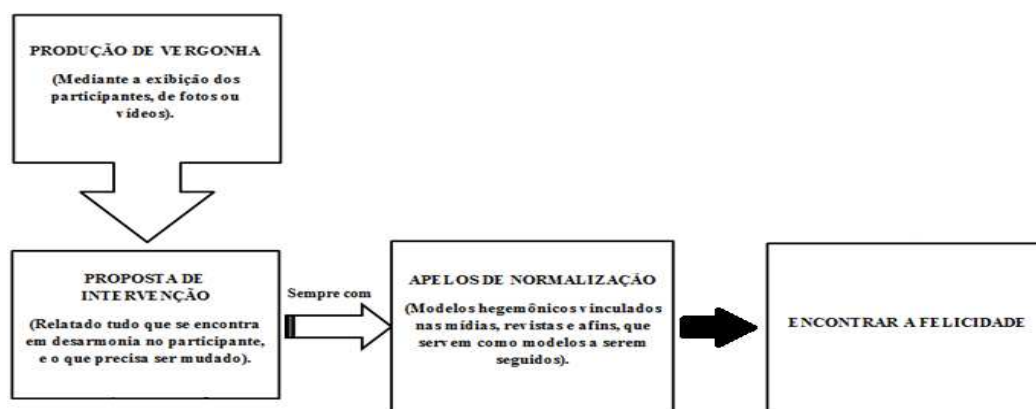 PRODUÇÃO DE VERGONHA
(Mediante a exibição dos
participantes, de fotos ou
vídeos).
PROPOSTA DE
INTERVENÇÃO
(Relatado tudo que se encontra
em desarmonia no participante,
e o que precisa ser mudado).
Sempre com
APELOS DE NORMALIZAÇÃO
(Modelos hegemônicos vinculados
nas mídias, revistas e afins, que
servem como modelos a serem
seguidos).
ENCONTRAR A FELICIDADE